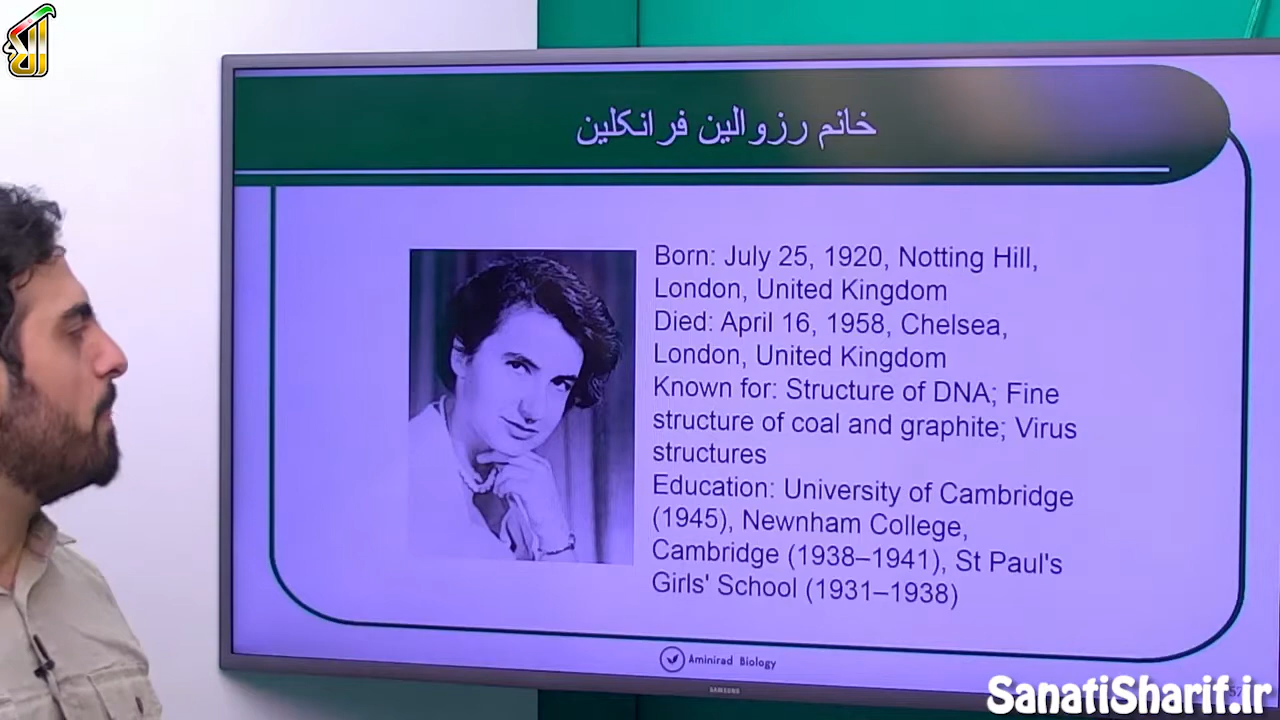 خانم رزوالین فرانکلین
Born: July 25, 1920, Notting Hill,
London, United Kingdom
Died: April 16, 1958, Chelsea,
London, United Kingdom
Known for: Structure of DNA; Fine
structure of coal and graphite; Virus
structures
Education: University of Cambridge
(1945), Newnham College,
Cambridge (1938–1941), St Paul's
Girls' School (1931–1938)
Aminirad Biology
SAMSUNG
SanatiSharif.ir